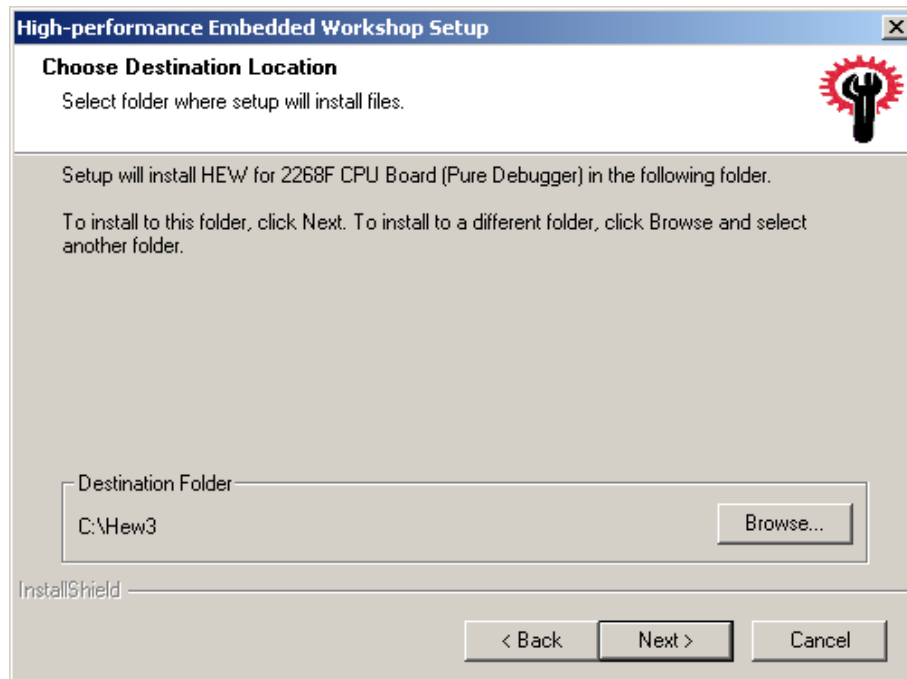 High-performance Embedded Workshop Setup
Choose Destination Location
Select folder where setup will install files.
Setup will install HEW for 2268F CPU Board (Pure Debugger) in the following folder.
To install to this folder, click Next. To install to a different folder, click Browse and select
another folder.
Destination Folder
C:\Hew3
Browse...
InstallShield
< Back
Next >
Cancel